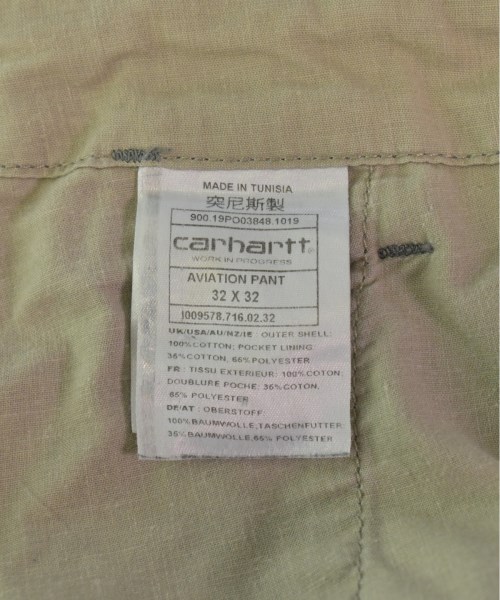 MADE IN TUNISIA
突尼斯製
900.19PO03848.1019
carhartt
WORK IN PROGRESS
AVIATION PANT
32 X 32
I009578,716.02.32
UK/USA/AU/NZ/IE : OUTER SHELL:
100%COTTON; POCKET LINING:
35%COTTON, 65% POLYESTER
FR : TISSU EXTERIEUR: 100%COTON;
DOUBLURE POCHE: 35%COTON,
65% POLYESTER
DE/AT : OBERSTOFF:
100%BAUMWOLLE,TASCHENFUTTER:
35%BAUMWOLLE,65% POLYESTER